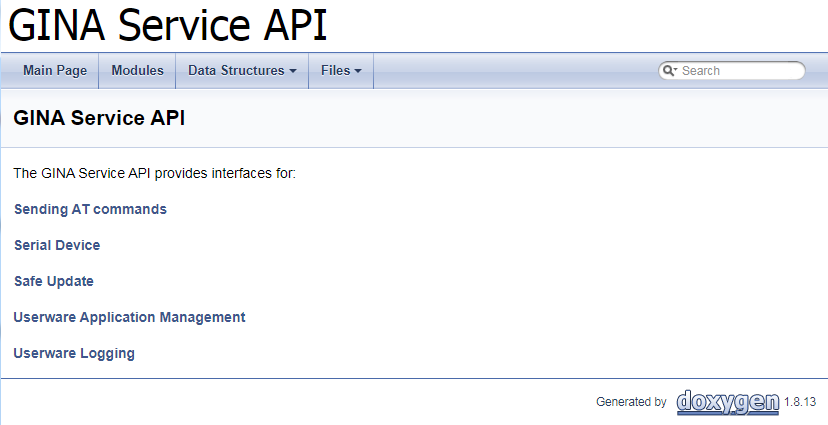 GINA Service API
Main Page Modules Data Structures Files Search
GINA Service API
The GINA Service API provides interfaces for:
Sending AT commands
Serial Device
Safe Update
Userware Application Management
Userware Logging
Generated by doxygen 1.8.13